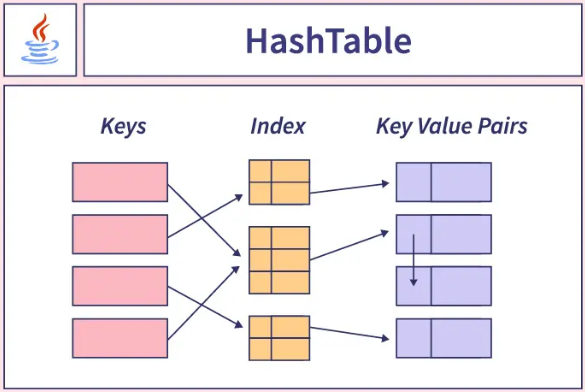 HashTable
Keys
Index
Key Value Pairs